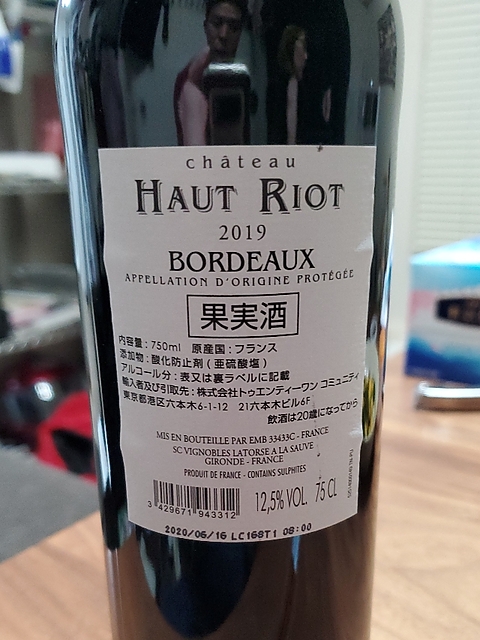 château
HAUT RIOT
2019
BORDEAUX
APPELLATION D'ORIGINE PROTÉGÉE
果実酒
内容量：750ml 原産国：フランス
添加物：酸化防止剤(亜硫酸塩)
アルコール分：表又は裏ラベルに記載
輸入者及び引取先：株式会社トゥエンティーワン コミュニティ
東京都港区六本木6-1-12 21六本木ビル6F
飲酒は20歳になってから
MIS EN BOUTEILLE PAR EMB 33433C - FRANCE
SC VIGNOBLES LATORSE A LA SAUVE
GIRONDE - FRANCE
PRODUIT DE FRANCE - CONTAINS SULPHITES
12,5% VOL. 75 CL
3 429671 943312
2020/06/16 LC168T1 08:00